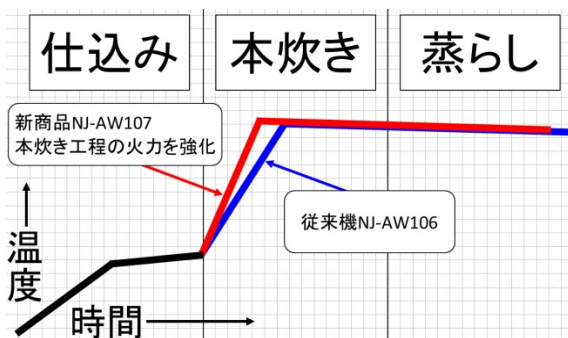 仕込み
本炊き
蒸らし
新商品NJ-AW107
本炊き工程の火力を強化
従来機NJ-AW106
温度
時間